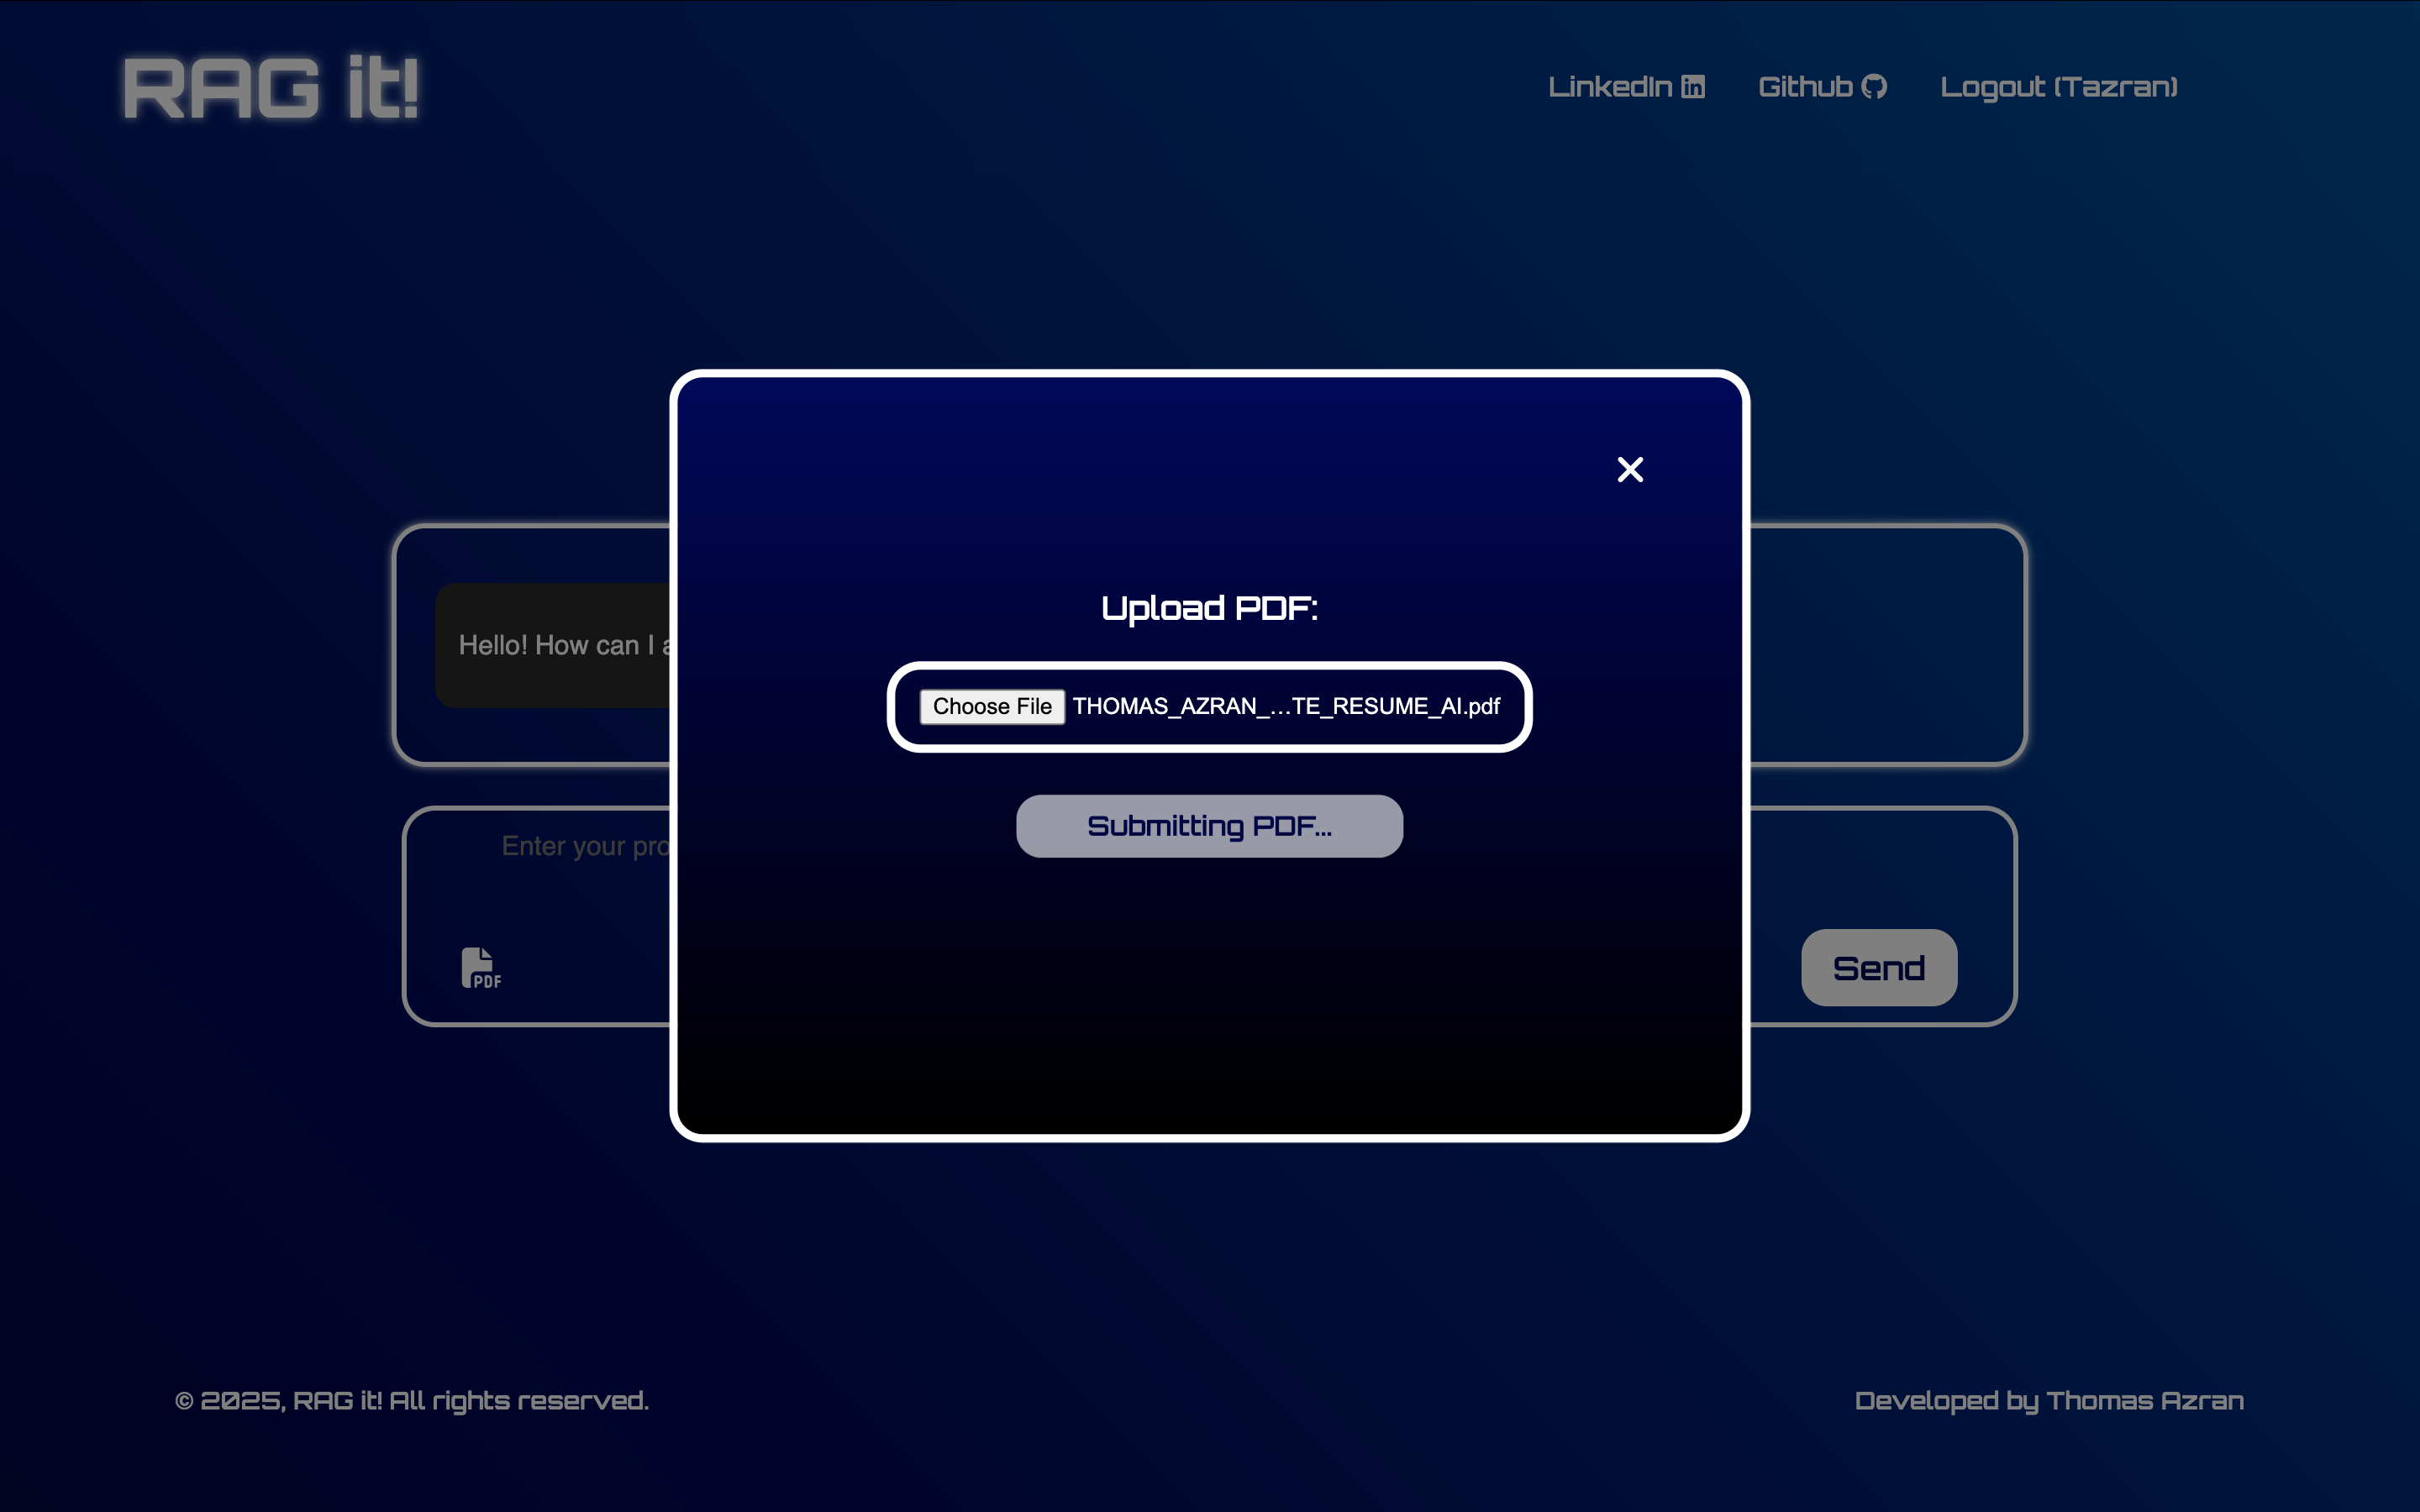 RAG it!
LinkedIn
Github
Logout (Tazran)
Upload PDF:
Hello! How can I a
Choose File THOMAS_AZRAN_...TE_RESUME_AI.pdf
Submitting PDF...
Enter your pro
PDF
Send
© 2025, RAG it! All rights reserved.
Developed by Thomas Azran